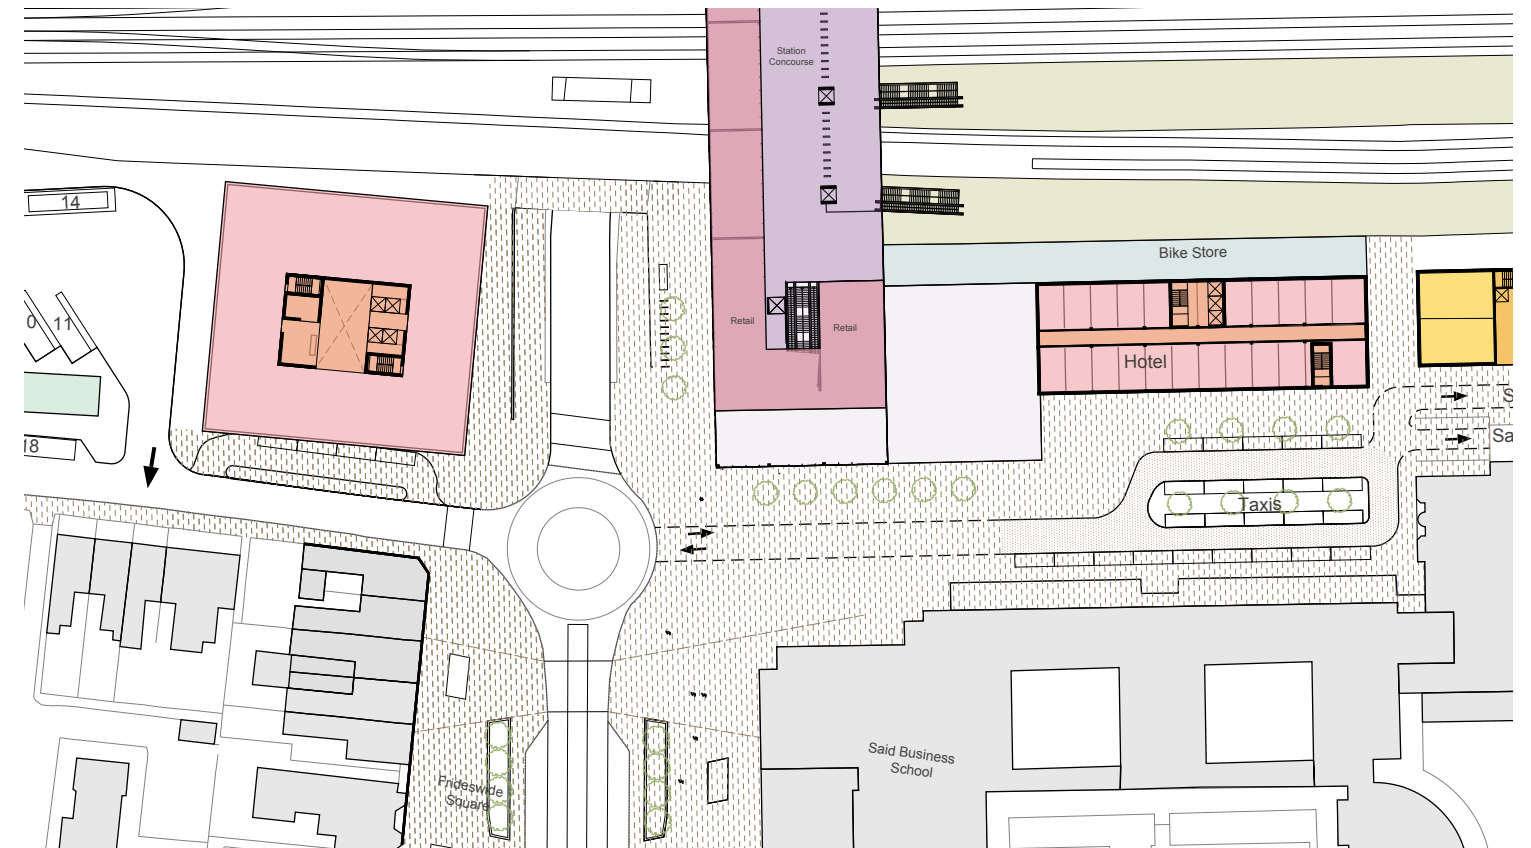 Station
Concourse
14
Bike Store
0
11
Retail
Retail
Hotel
S
Sa
18
Taxis
Said Business
School
Frideswide
Square